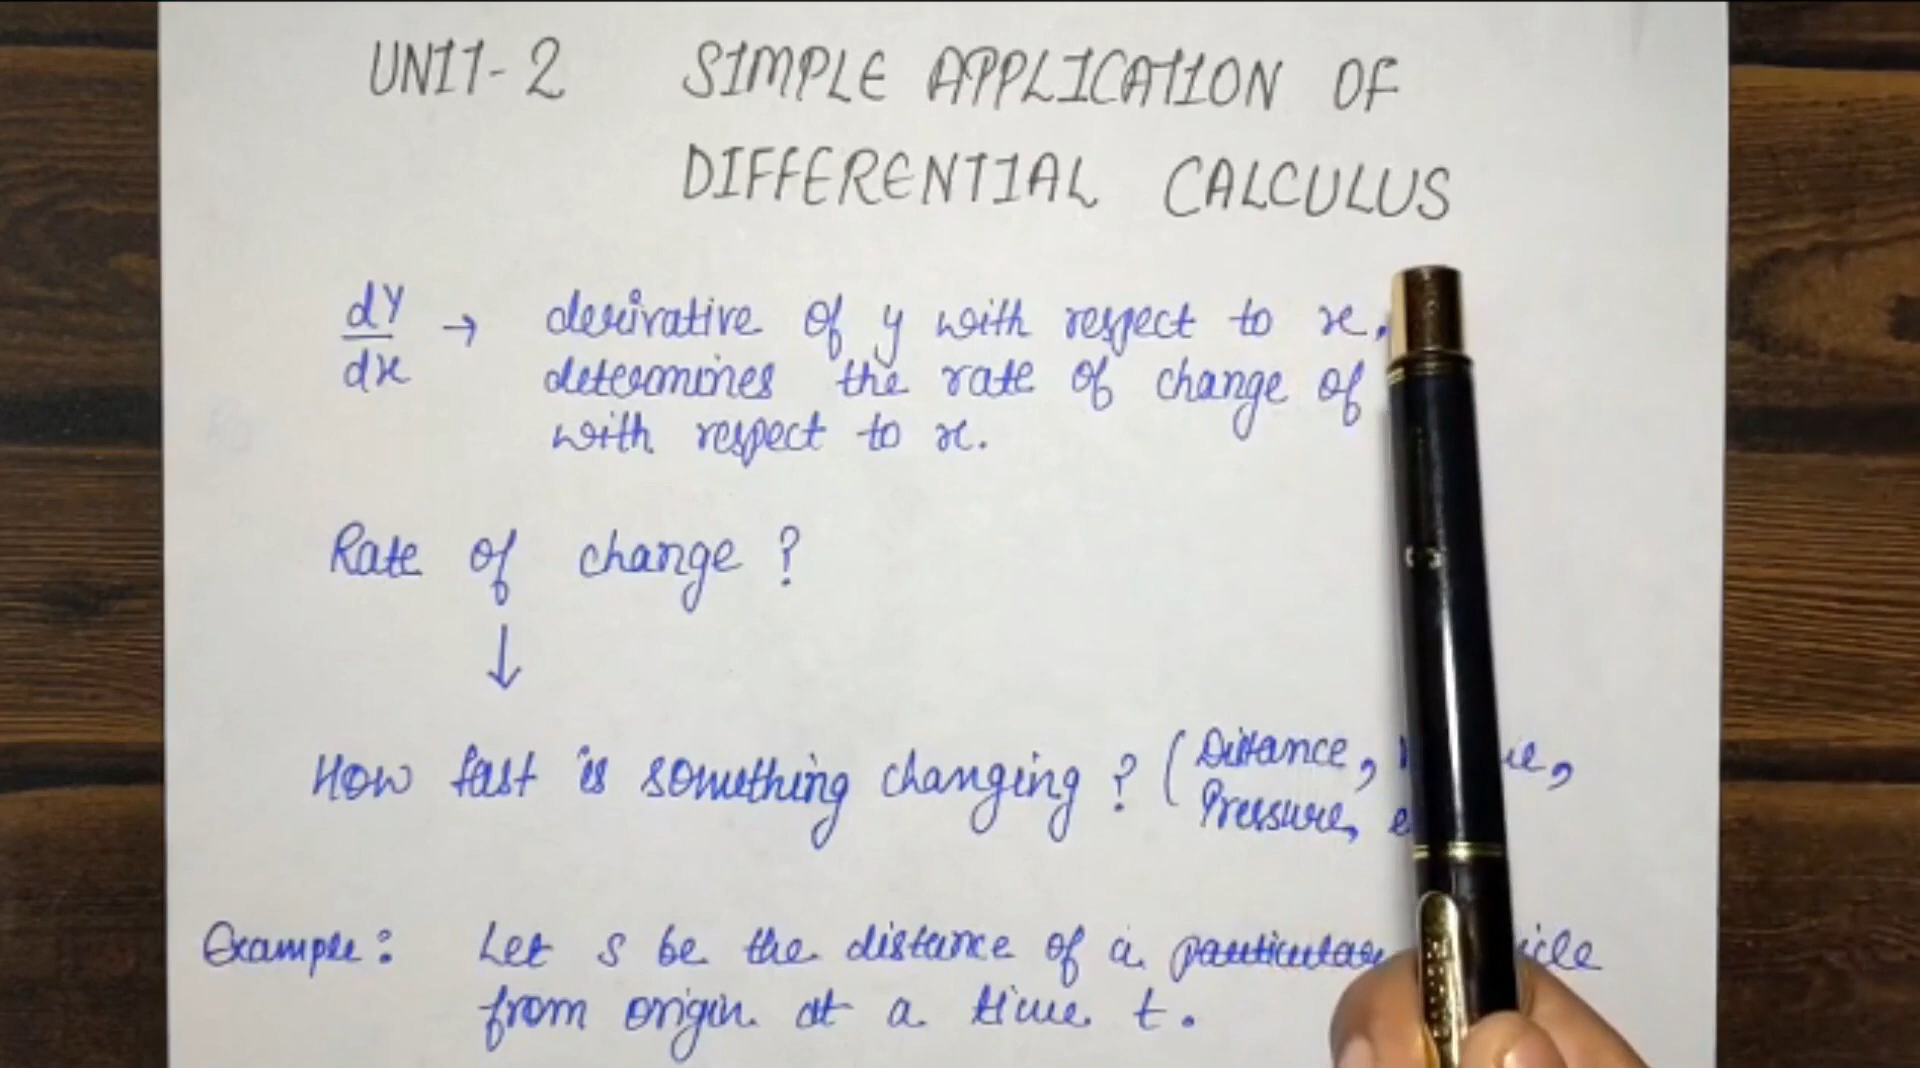 UNIT-2 SIMPLE APPLICATION OF
DIFFERENTIAL CALCULUS
dy/dx → derivative of y with respect to x,
determines the rate of change of
with respect to x.
Rate of change ?
↓
How fast is something changing ? ( Distance,
Pressure,
Example: Let s be the distance of a particular
from origin at a time t.